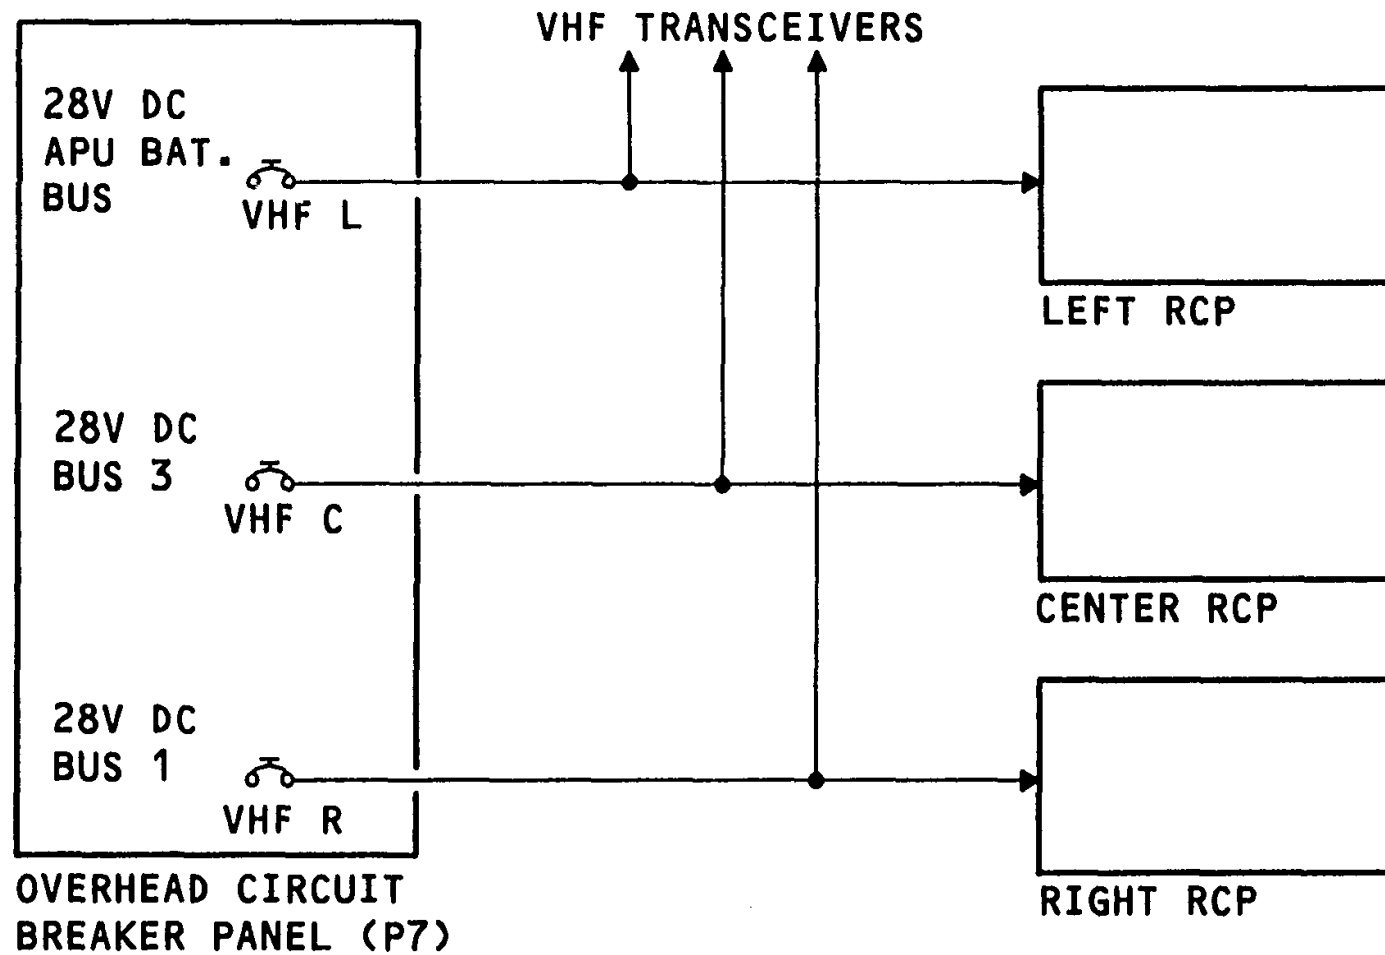 VHF TRANSCEIVERS
28V DC
APU BAT.
BUS
VHF L
LEFT RCP
28V DC
BUS 3
VHF C
CENTER RCP
28V DC
BUS 1
VHF R
RIGHT RCP
OVERHEAD CIRCUIT
BREAKER PANEL (P7)